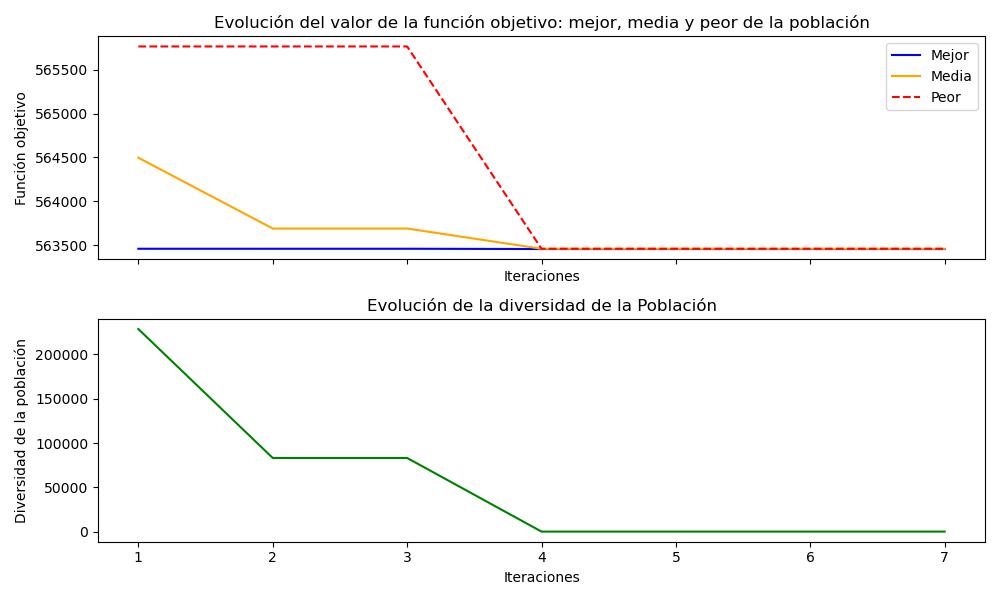 Evolución del valor de la función objetivo: mejor, media y peor de la población
Función objetivo
565500
565000
564500
564000
563500
Mejor
Media
Peor
Iteraciones
Evolución de la diversidad de la Población
Diversidad de la población
200000
150000
100000
50000
0
1 2 3 4 5 6 7
Iteraciones